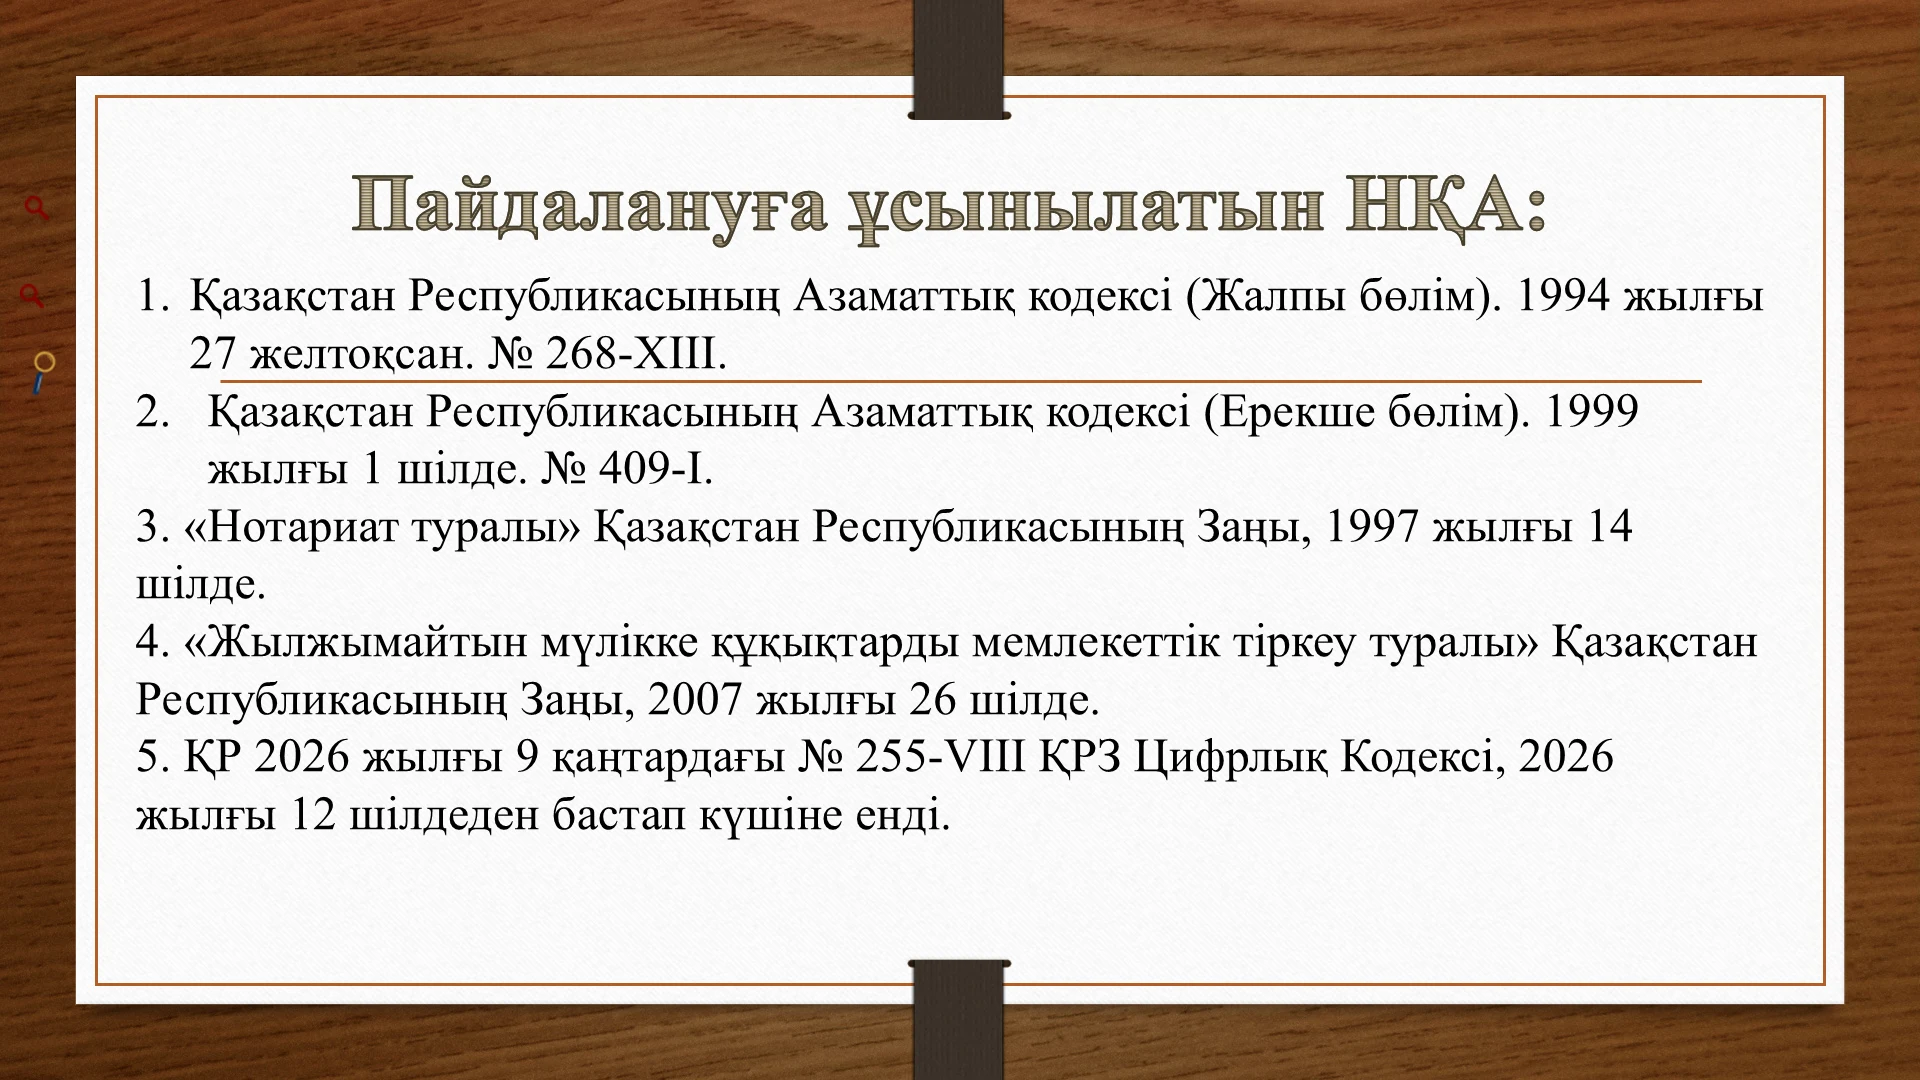 Пайдалануға ұсынылатын НҚА:
1. Қазақстан Республикасының Азаматтық кодексі (Жалпы бөлім). 1994 жылғы
27 желтоқсан. № 268-XIII.
2. Қазақстан Республикасының Азаматтық кодексі (Ерекше бөлім). 1999
жылғы 1 шілде. № 409-I.
3. «Нотариат туралы» Қазақстан Республикасының Заңы, 1997 жылғы 14
шілде.
4. «Жылжымайтын мүлікке құқықтарды мемлекеттік тіркеу туралы» Қазақстан
Республикасының Заңы, 2007 жылғы 26 шілде.
5. ҚР 2026 жылғы 9 қаңтардағы № 255-VIII ҚРЗ Цифрлық Кодексі, 2026
жылғы 12 шілдеден бастап күшіне енді.